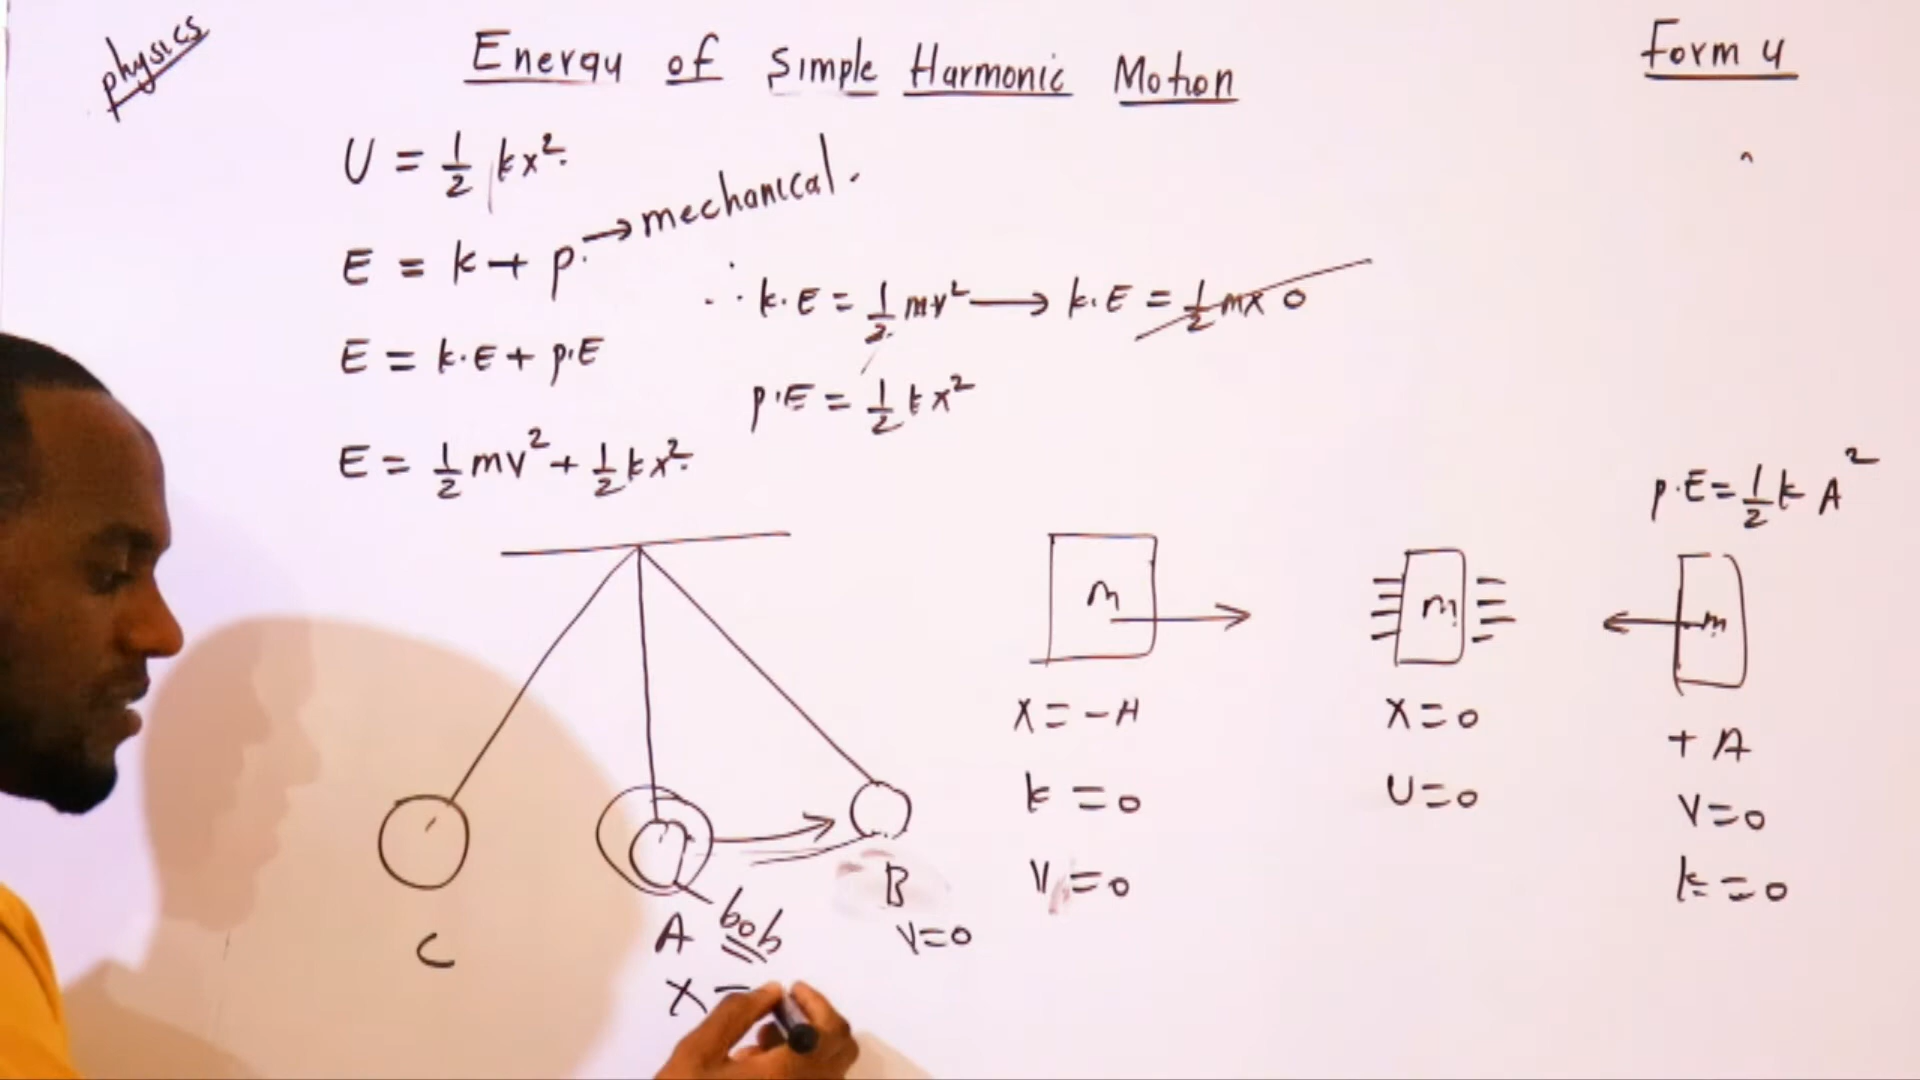 physics
Energy of Simple Harmonic Motion
Form 4
U = 1/2 kx².
E = k + p. → mechanical.
∴ k.E = 1/2 mv² → k.E = 1/2 mx 0
E = k.E + p.E
p.E = 1/2 kx²
E = 1/2 mv² + 1/2 kx².
p.E = 1/2 k A²
m
m
m
x = -A
k = 0
V = 0
x = 0
U = 0
+ A
V = 0
k = 0
C
A
bob
x =
B
V = 0